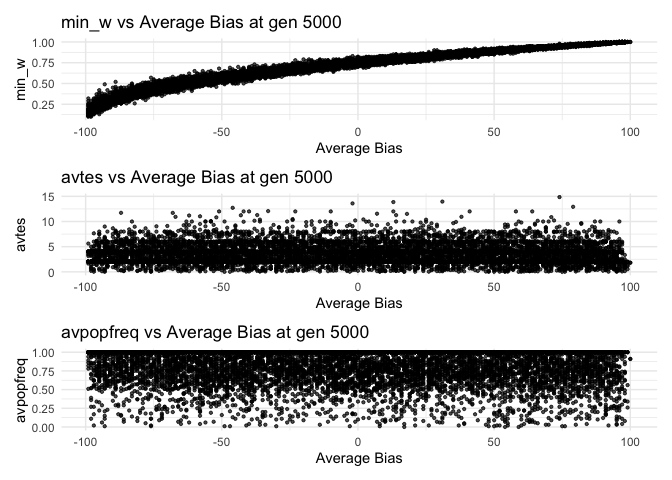 min_w vs Average Bias at gen 5000
min_w
1.00
0.75
0.50
0.25
-100 -50 0 50 100
Average Bias
avtes vs Average Bias at gen 5000
avtes
15
10
5
0
-100 -50 0 50 100
Average Bias
avpopfreq vs Average Bias at gen 5000
avpopfreq
1.00
0.75
0.50
0.25
0.00
-100 -50 0 50 100
Average Bias